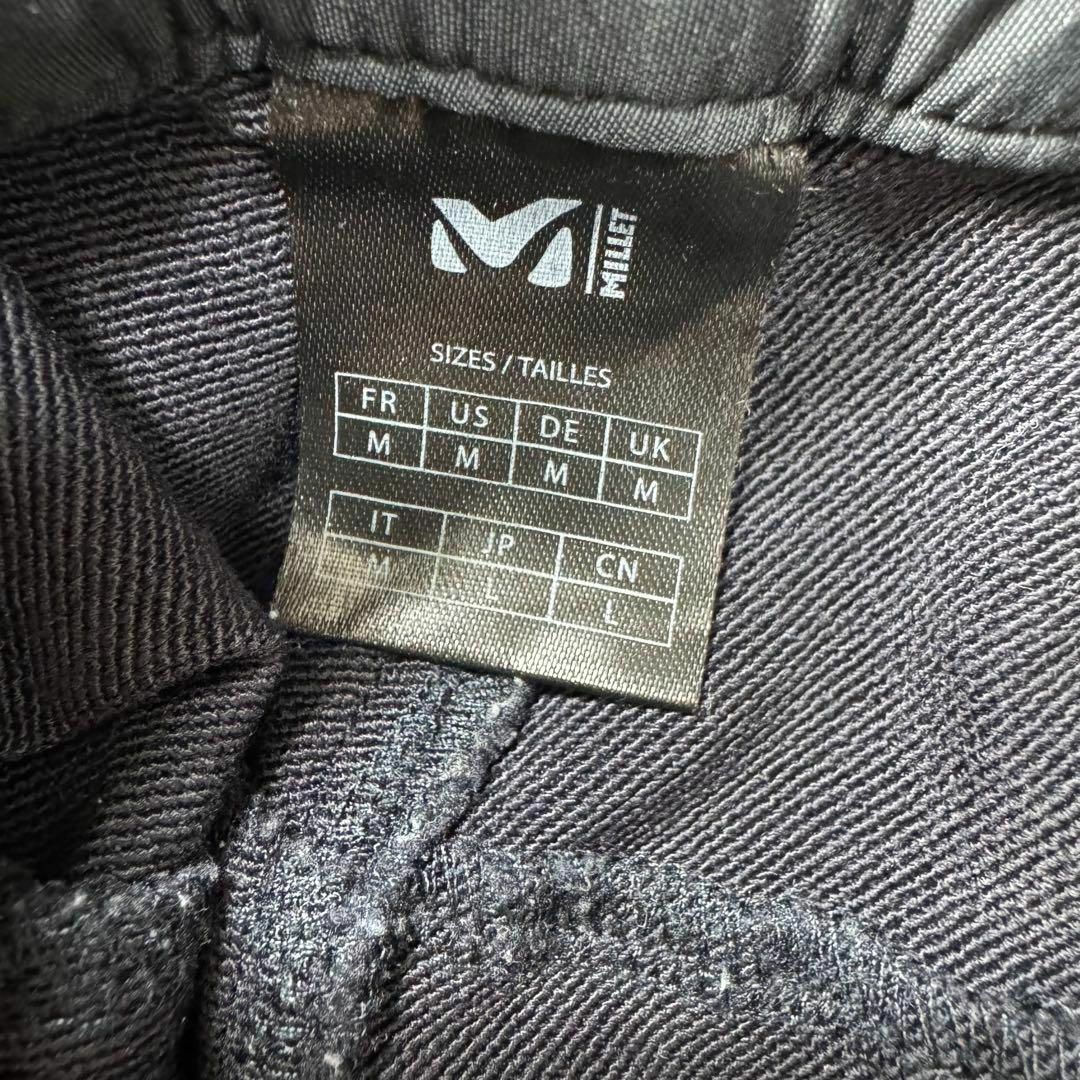 MILLET
SIZES / TAILLES
FR US DE UK
M M M M
IT JP CN
M L L